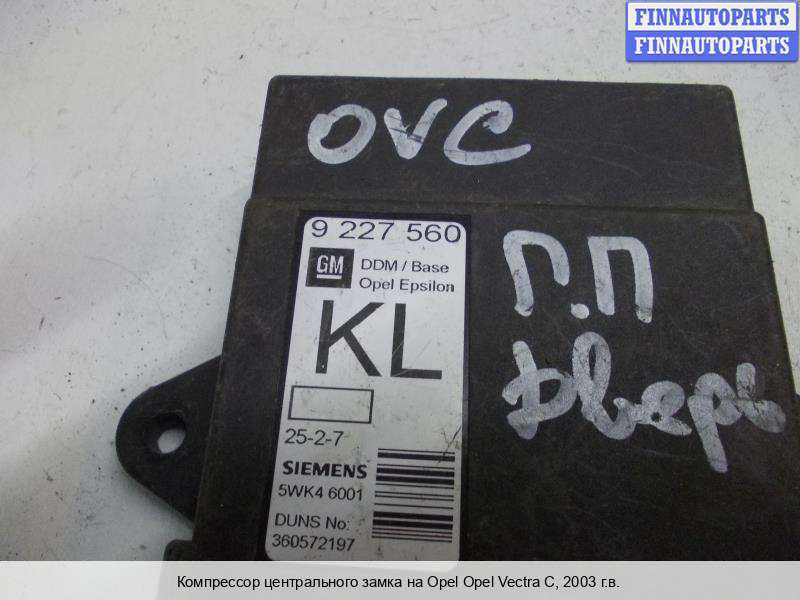 FINNAUTOPARTS
FINNAUTOPARTS
OVC
9 227 560
GM
DDM / Base
Opel Epsilon
KL
25-2-7
SIEMENS
5WK4 6001
DUNS No:
360572197
П.П
Дверь
Компрессор центрального замка на Opel Opel Vectra C, 2003 г.в.